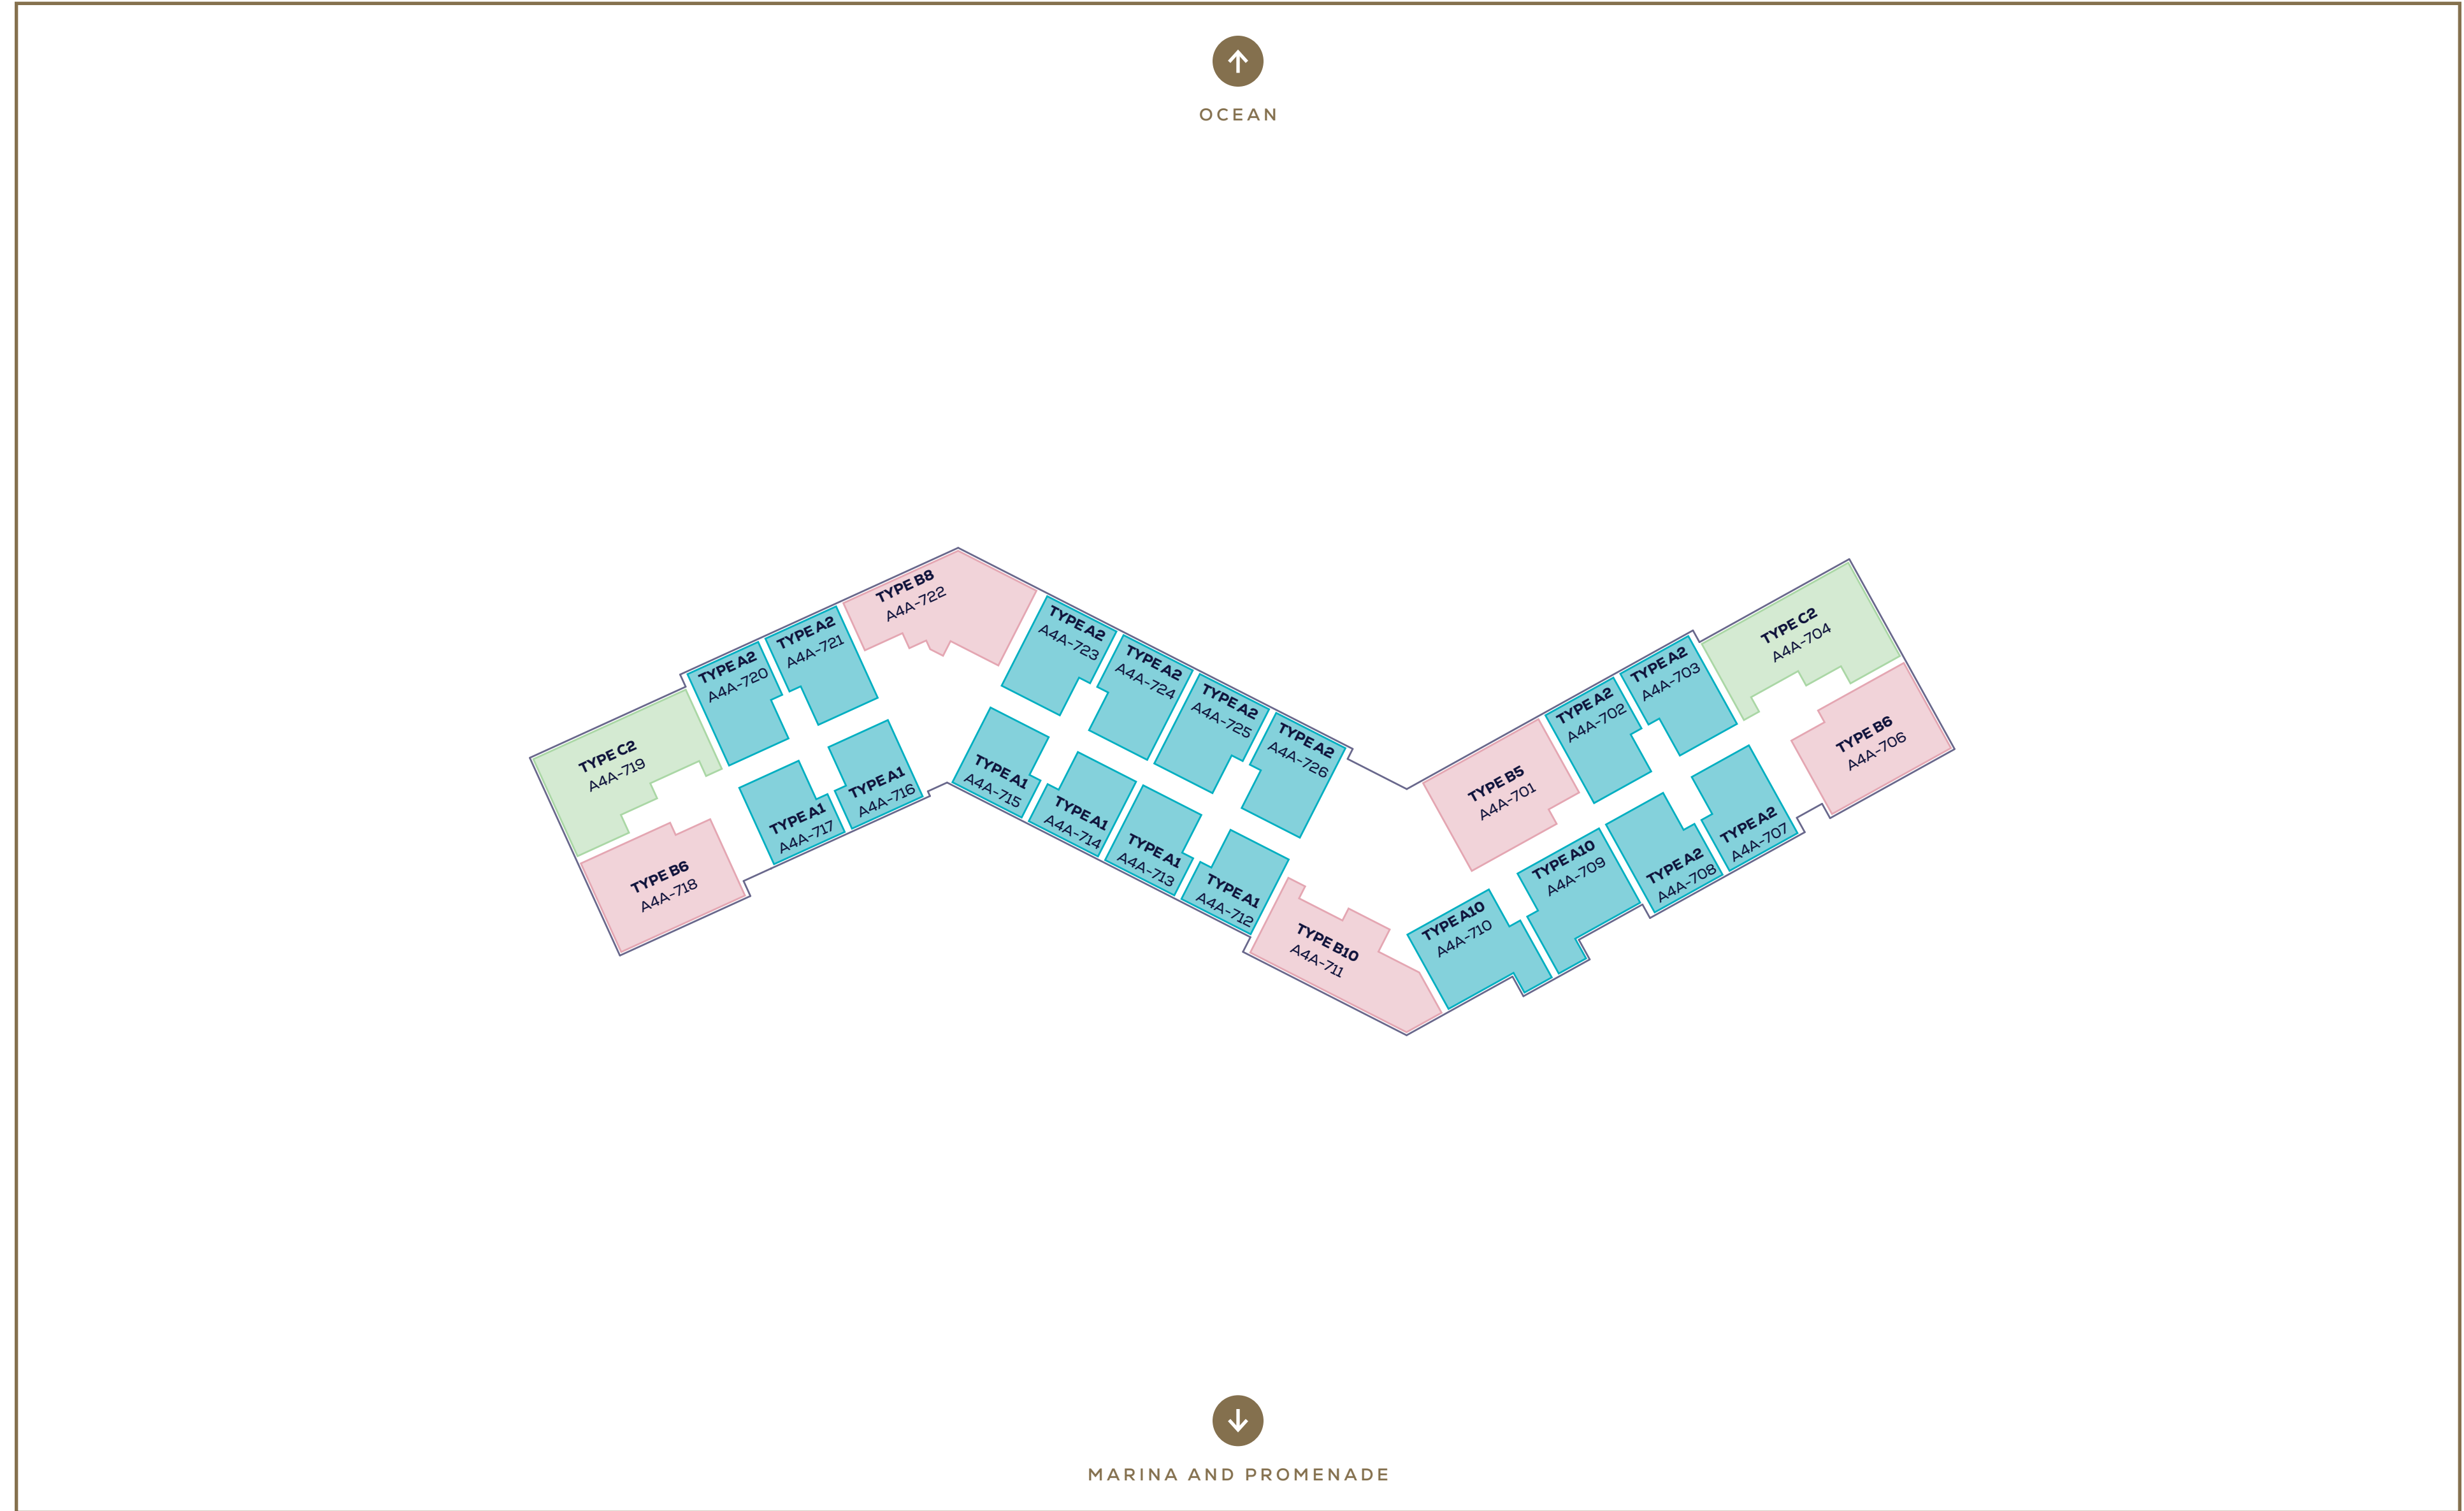 OCEAN
TYPE B8
A4A-722
TYPE A2
A4A-721
TYPE A2
A4A-720
TYPE C2
A4A-719
TYPE B6
A4A-718
TYPE A1
A4A-717
TYPE A1
A4A-716
TYPE A2
A4A-723
TYPE A2
A4A-724
TYPE A2
A4A-725
TYPE A2
A4A-726
TYPE A1
A4A-715
TYPE A1
A4A-714
TYPE A1
A4A-713
TYPE A1
A4A-712
TYPE B10
A4A-711
TYPE B5
A4A-701
TYPE A2
A4A-702
TYPE A2
A4A-703
TYPE C2
A4A-704
TYPE B6
A4A-706
TYPE A2
A4A-707
TYPE A2
A4A-708
TYPE A10
A4A-709
TYPE A10
A4A-710
MARINA AND PROMENADE